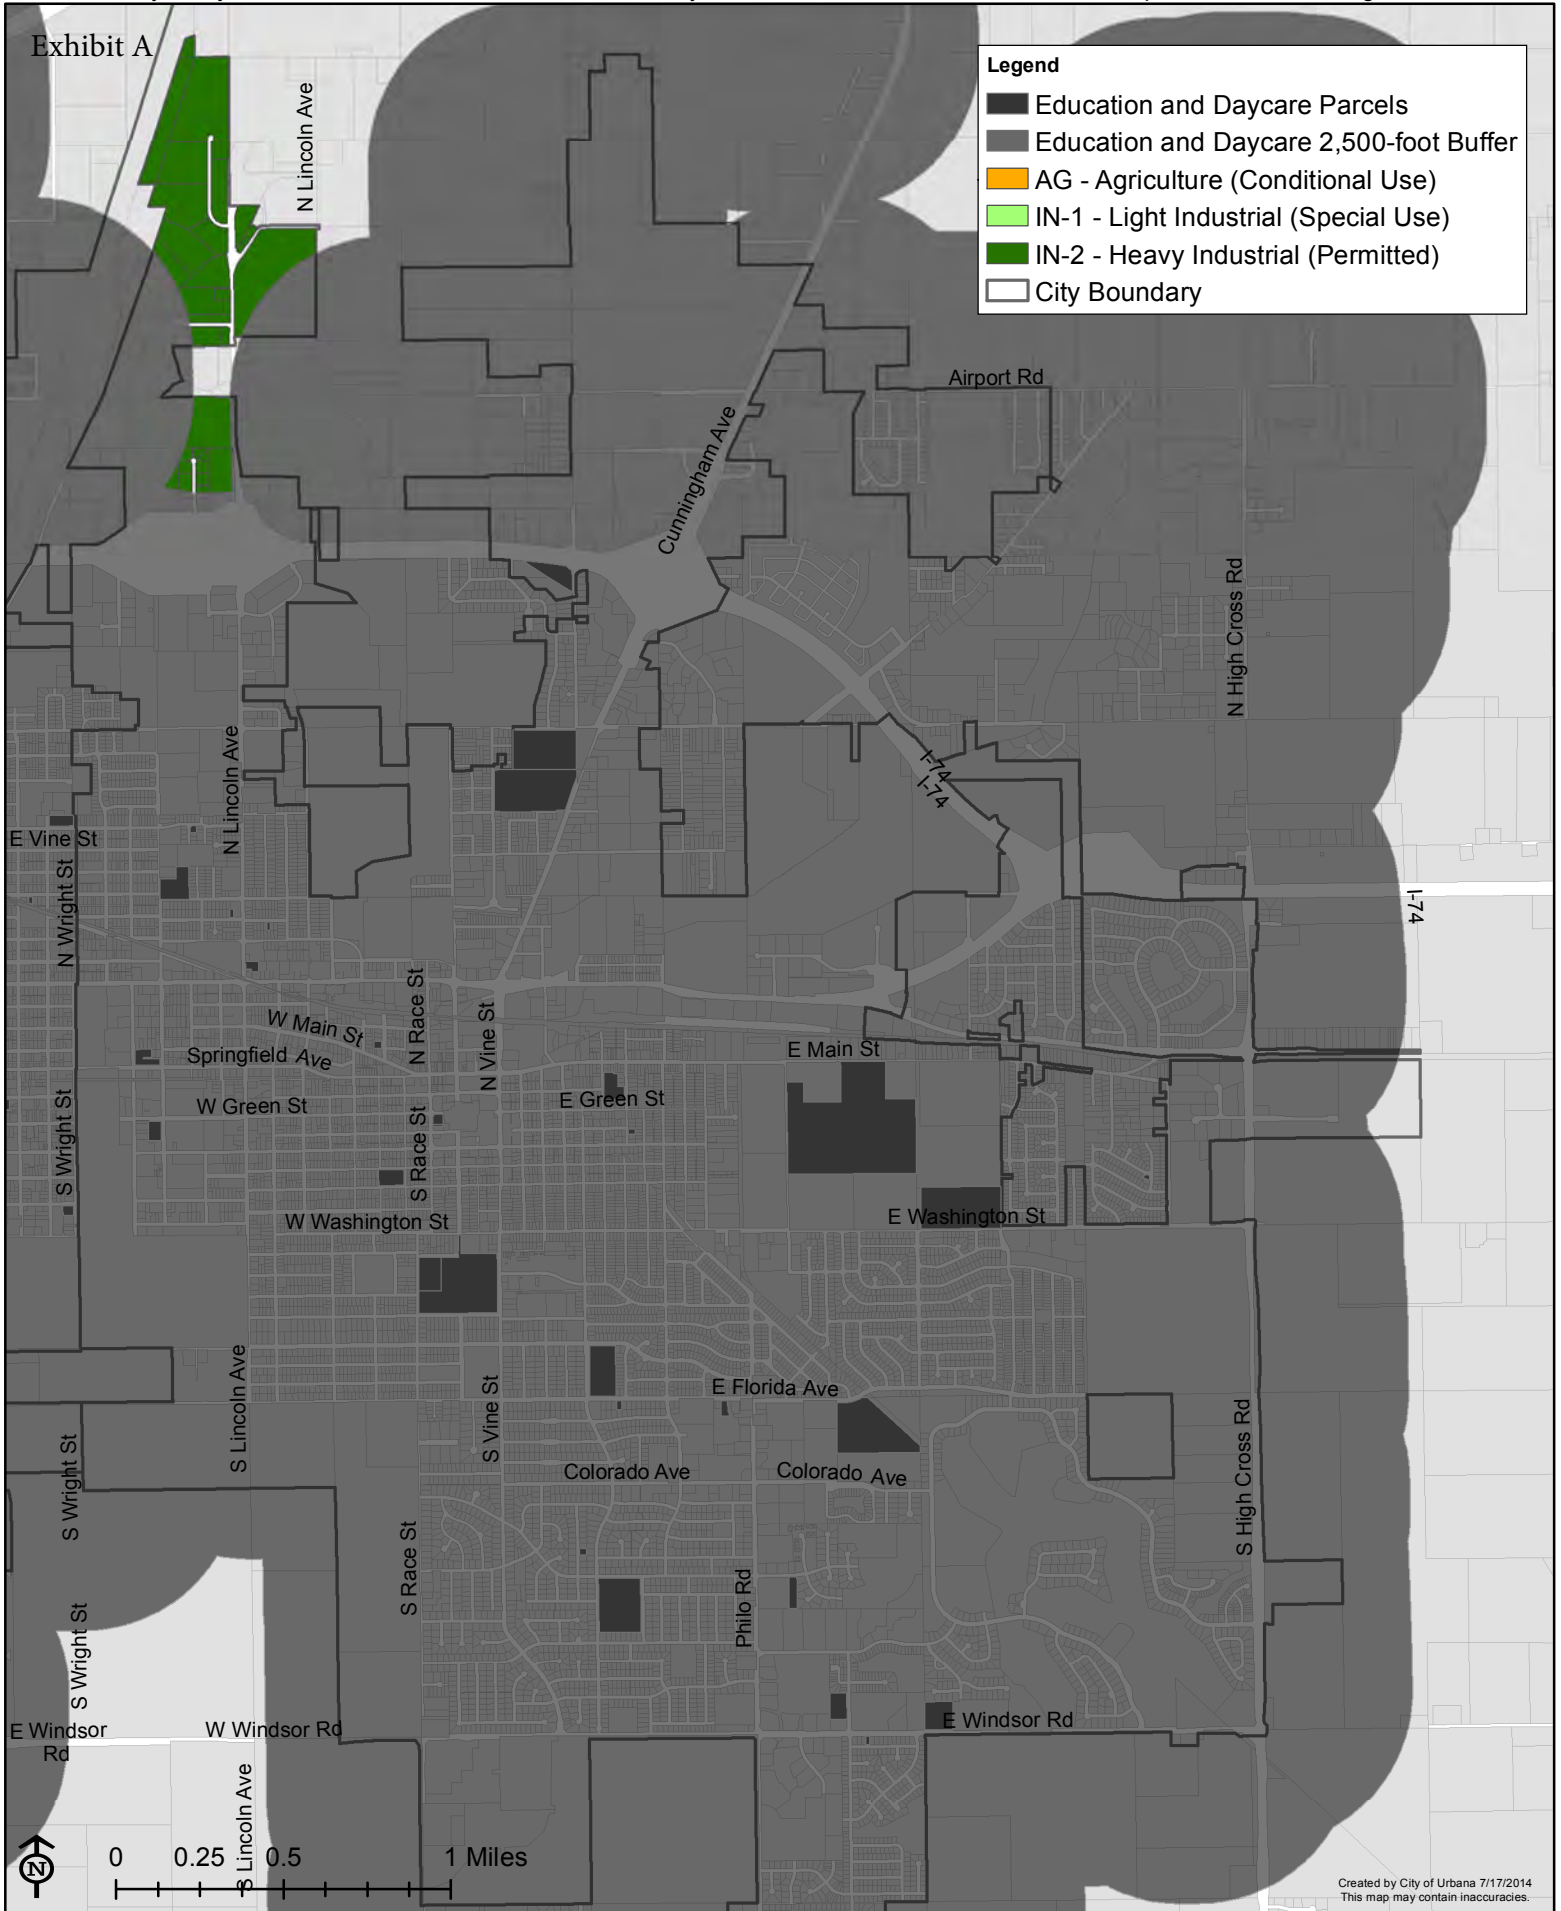 Exhibit A
Legend
Education and Daycare Parcels
Education and Daycare 2,500-foot Buffer
AG - Agriculture (Conditional Use)
IN-1 - Light Industrial (Special Use)
IN-2 - Heavy Industrial (Permitted)
City Boundary
N Lincoln Ave
Airport Rd
Cunningham Ave
N High Cross Rd
N Lincoln Ave
I-74
I-74
E Vine St
N Wright St
I-74
N Race St
W Main St
N Vine St
Springfield Ave
E Main St
W Green St
E Green St
S Wright St
S Race St
W Washington St
E Washington St
S Lincoln Ave
S Vine St
E Florida Ave
S High Cross Rd
S Wright St
Colorado Ave
Colorado Ave
S Race St
Philo Rd
S Wright St
E Windsor
Rd
W Windsor Rd
E Windsor Rd
S Lincoln Ave
N
0 0.25 0.5 1 Miles
Created by City of Urbana 7/17/2014
This map may contain inaccuracies.